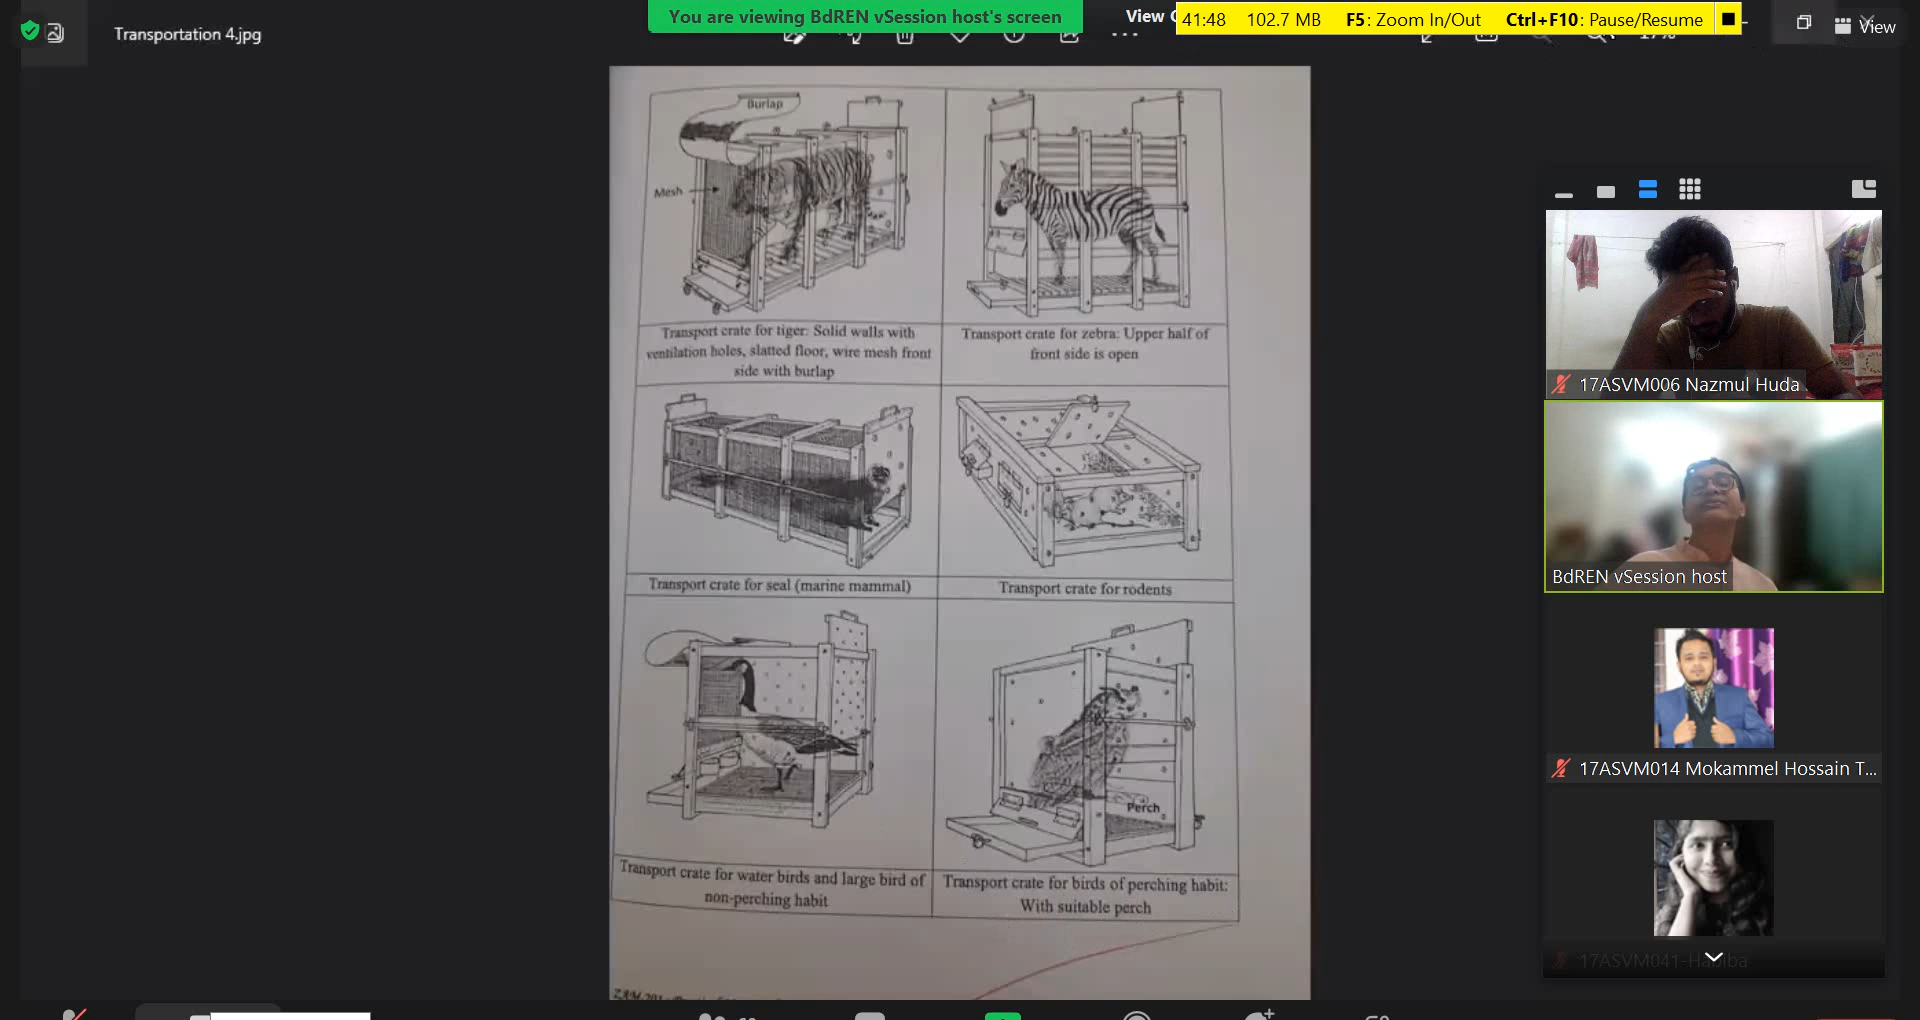 Transportation 4.jpg
You are viewing BdREN vSession host's screen
View
41:48 102.7 MB F5: Zoom In/Out Ctrl+F10: Pause/Resume
View
Burlap
Mesh
Transport crate for tiger: Solid walls with
ventilation holes, slatted floor, wire mesh front
side with burlap
Transport crate for zebra: Upper half of
front side is open
Transport crate for seal (marine mammal)
Transport crate for rodents
Perch
Transport crate for water birds and large bird of
non-perching habit
Transport crate for birds of perching habit:
With suitable perch
17ASVM006 Nazmul Huda
BdREN vSession host
17ASVM014 Mokammel Hossain T...
17ASVM041-Habiba